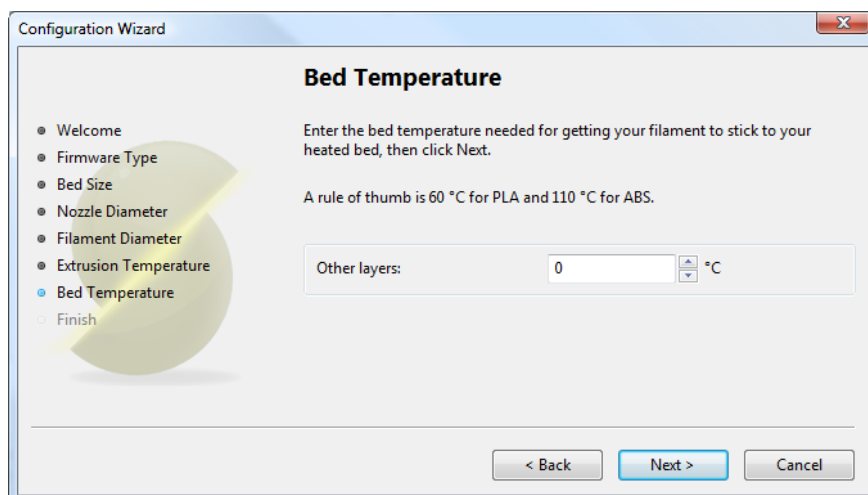 Configuration Wizard
Bed Temperature
Welcome
Firmware Type
Bed Size
Nozzle Diameter
Filament Diameter
Extrusion Temperature
Bed Temperature
Finish
Enter the bed temperature needed for getting your filament to stick to your
heated bed, then click Next.
A rule of thumb is 60 °C for PLA and 110 °C for ABS.
Other layers: 0 °C
< Back Next > Cancel